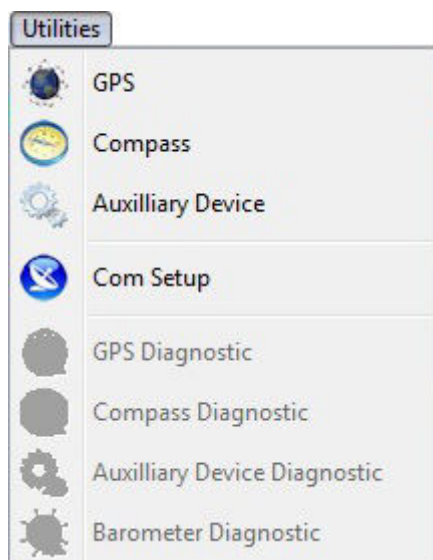 Utilities
GPS
Compass
Auxilliary Device
Com Setup
GPS Diagnostic
Compass Diagnostic
Auxilliary Device Diagnostic
Barometer Diagnostic